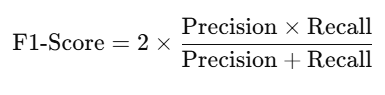 F1-Score = 2 × Precision × Recall / Precision + Recall